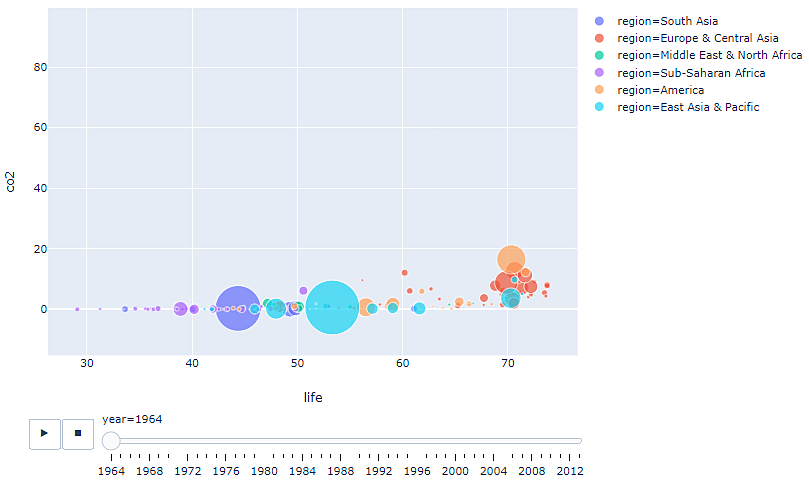 region=South Asia
region=Europe & Central Asia
region=Middle East & North Africa
region=Sub-Saharan Africa
region=America
region=East Asia & Pacific
co2
80
60
40
20
0
30 40 50 60 70
life
year=1964
1964 1968 1972 1976 1980 1984 1988 1992 1996 2000 2004 2008 2012